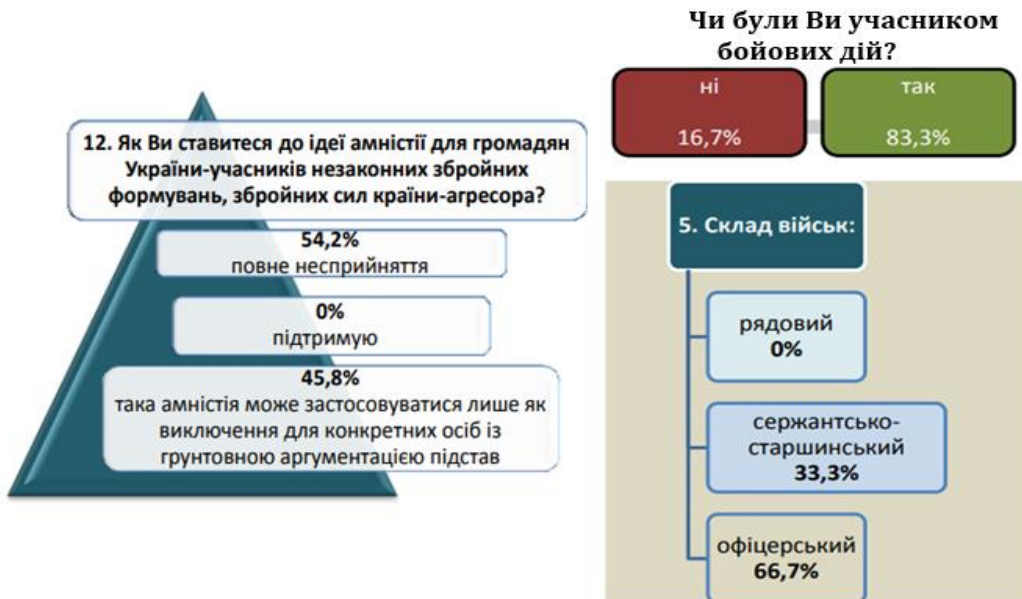 12. Як Ви ставитеся до ідеї амністії для громадян
України-учасників незаконних збройних
формувань, збройних сил країни-агресора?
54,2%
повне несприйняття
0%
підтримую
45,8%
така амністія може застосовуватися лише як
виключення для конкретних осіб із
грунтовною аргументацією підстав
Чи були Ви учасником
бойових дій?
ні
16,7%
так
83,3%
5. Склад військ:
рядовий
0%
сержантсько-
старшинський
33,3%
офіцерський
66,7%